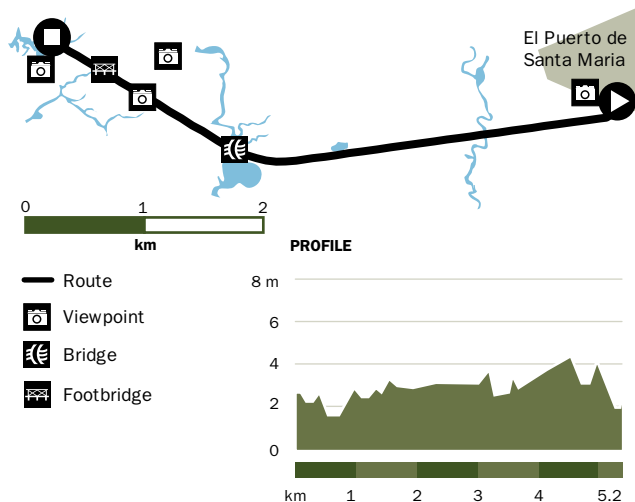 El Puerto de
Santa Maria
0 1 2
km
Route
Viewpoint
Bridge
Footbridge
PROFILE
8 m
6
4
2
0
km 1 2 3 4 5.2